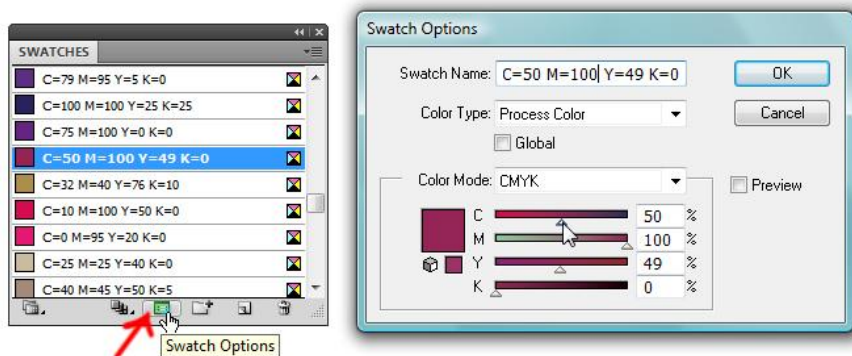 SWATCHES
C=79 M=95 Y=5 K=0
C=100 M=100 Y=25 K=25
C=75 M=100 Y=0 K=0
C=50 M=100 Y=49 K=0
C=32 M=40 Y=76 K=10
C=10 M=100 Y=50 K=0
C=0 M=95 Y=20 K=0
C=25 M=25 Y=40 K=0
C=40 M=45 Y=50 K=5
Swatch Options
Swatch Options
Swatch Name: C=50 M=100 Y=49 K=0
OK
Color Type: Process Color
Cancel
Global
Color Mode: CMYK
Preview
C 50 %
M 100 %
Y 49 %
K 0 %